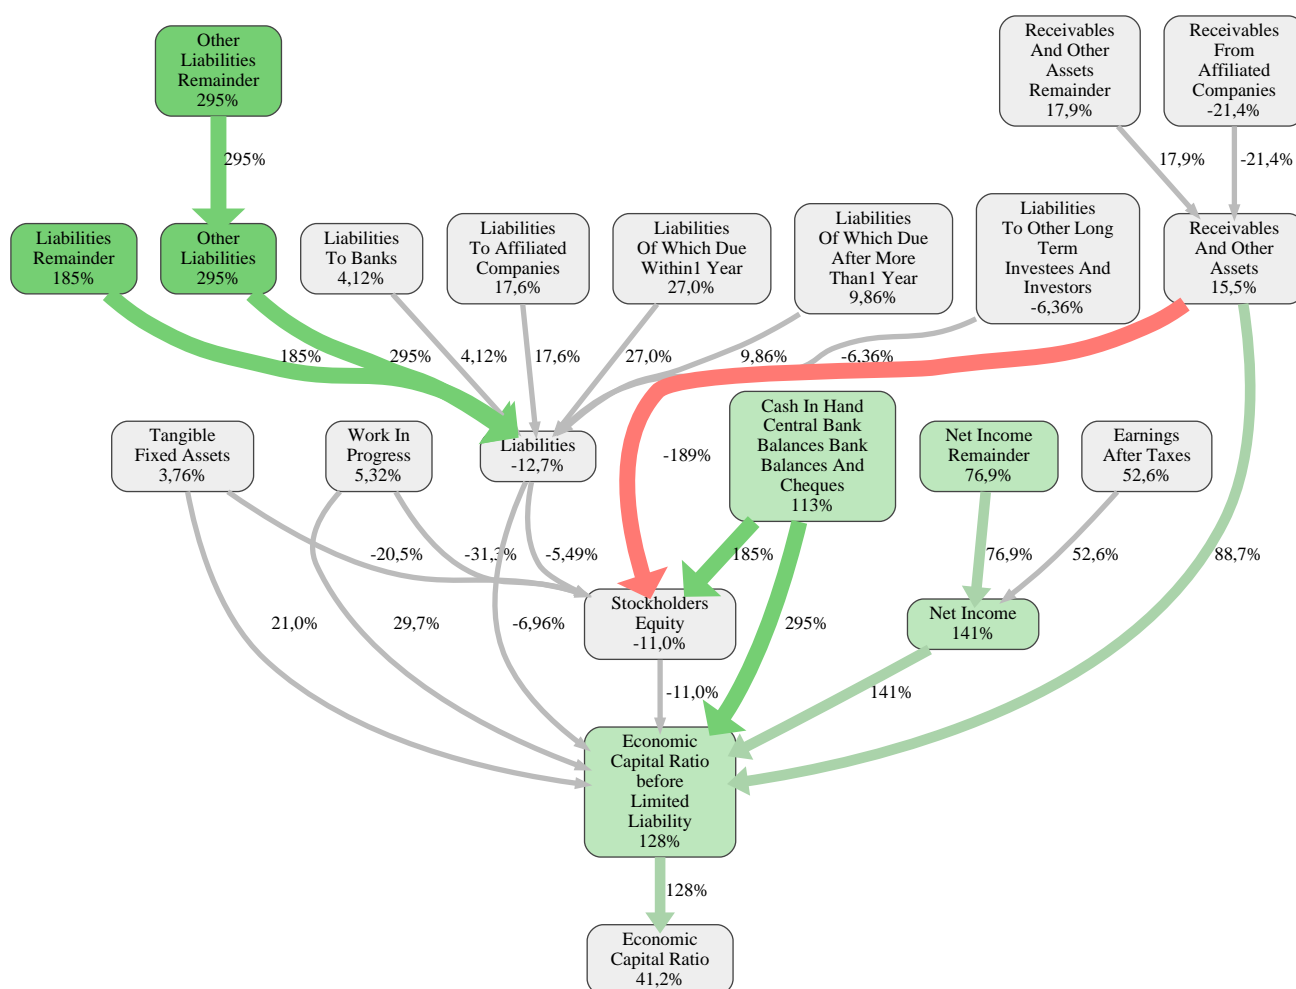 Other
Liabilities
Remainder
295%
Receivables
And Other
Assets
Remainder
17,9%
Receivables
From
Affiliated
Companies
-21,4%
295%
17,9%
-21,4%
Liabilities
Remainder
185%
Other
Liabilities
295%
Liabilities
To Banks
4,12%
Liabilities
To Affiliated
Companies
17,6%
Liabilities
Of Which Due
Within1 Year
27,0%
Liabilities
Of Which Due
After More
Than1 Year
9,86%
Liabilities
To Other Long
Term
Investees And
Investors
-6,36%
Receivables
And Other
Assets
15,5%
185%
295%
4,12%
17,6%
27,0%
9,86%
-6,36%
Tangible
Fixed Assets
3,76%
Work In
Progress
5,32%
Liabilities
-12,7%
-189%
Cash In Hand
Central Bank
Balances Bank
Balances And
Cheques
113%
Net Income
Remainder
76,9%
Earnings
After Taxes
52,6%
-20,5%
-31,3%
-5,49%
185%
76,9%
52,6%
88,7%
21,0%
29,7%
-6,96%
Stockholders
Equity
-11,0%
295%
Net Income
141%
-11,0%
141%
Economic
Capital Ratio
before
Limited
Liability
128%
128%
Economic
Capital Ratio
41,2%